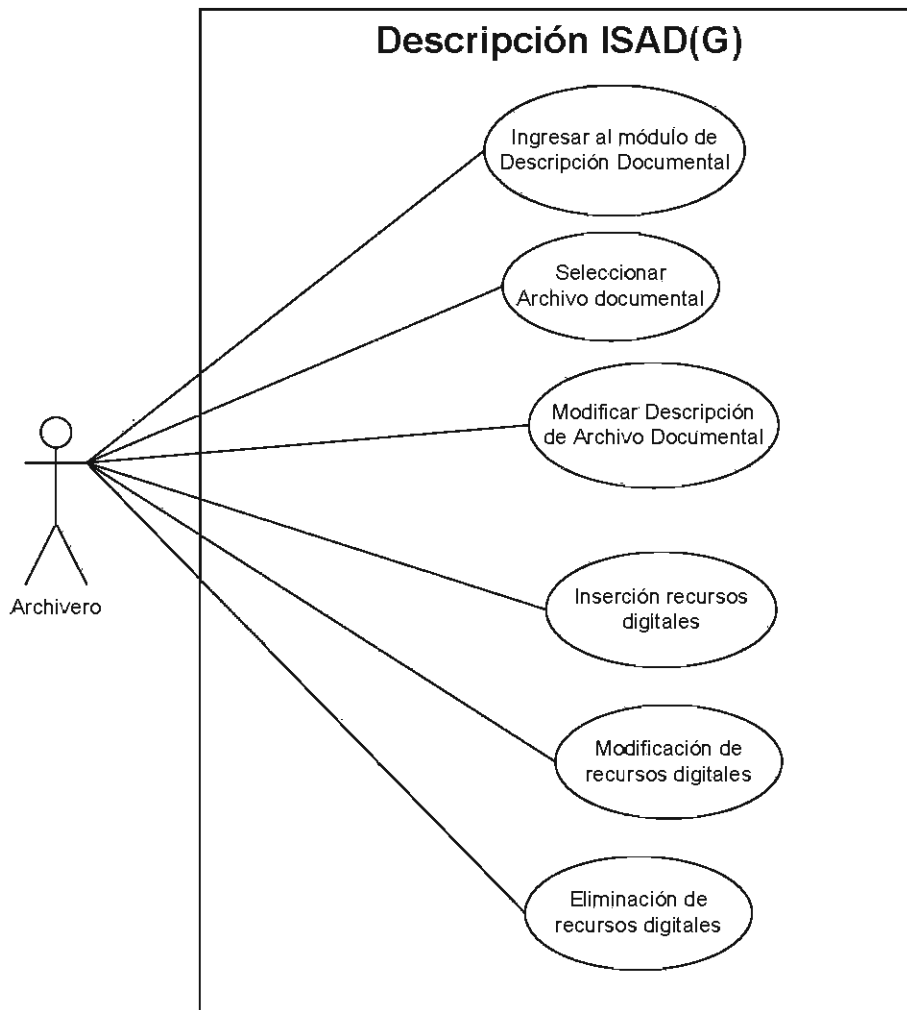 Descripción ISAD(G)
Ingresar al módulo de
Descripción Documental
Seleccionar
Archivo documental
Modificar Descripción
de Archivo Documental
Archivero
Inserción recursos
digitales
Modificación de
recursos digitales
Eliminación de
recursos digitales